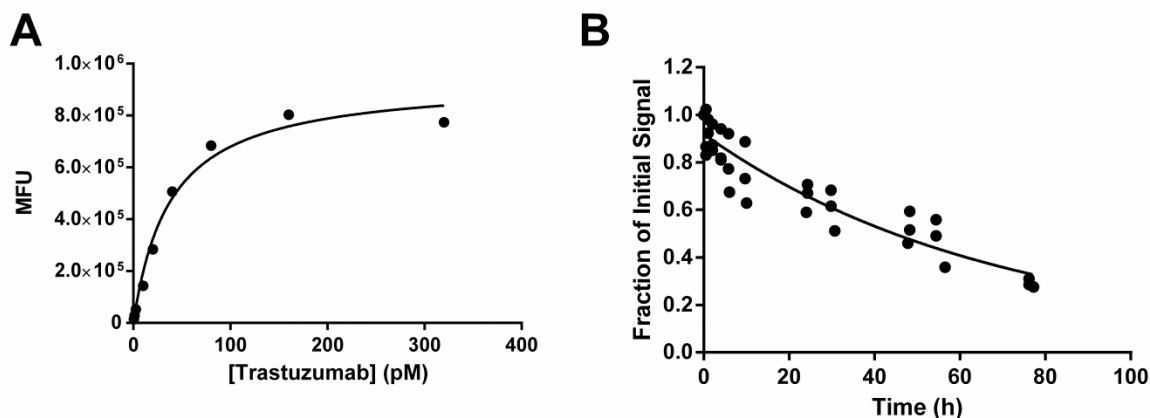 A
1.0×10⁶
8.0×10⁵
6.0×10⁵
4.0×10⁵
2.0×10⁵
0
MFU
0 100 200 300 400
[Trastuzumab] (pM)
B
1.2
1.0
0.8
0.6
0.4
0.2
0.0
Fraction of Initial Signal
0 20 40 60 80 100
Time (h)